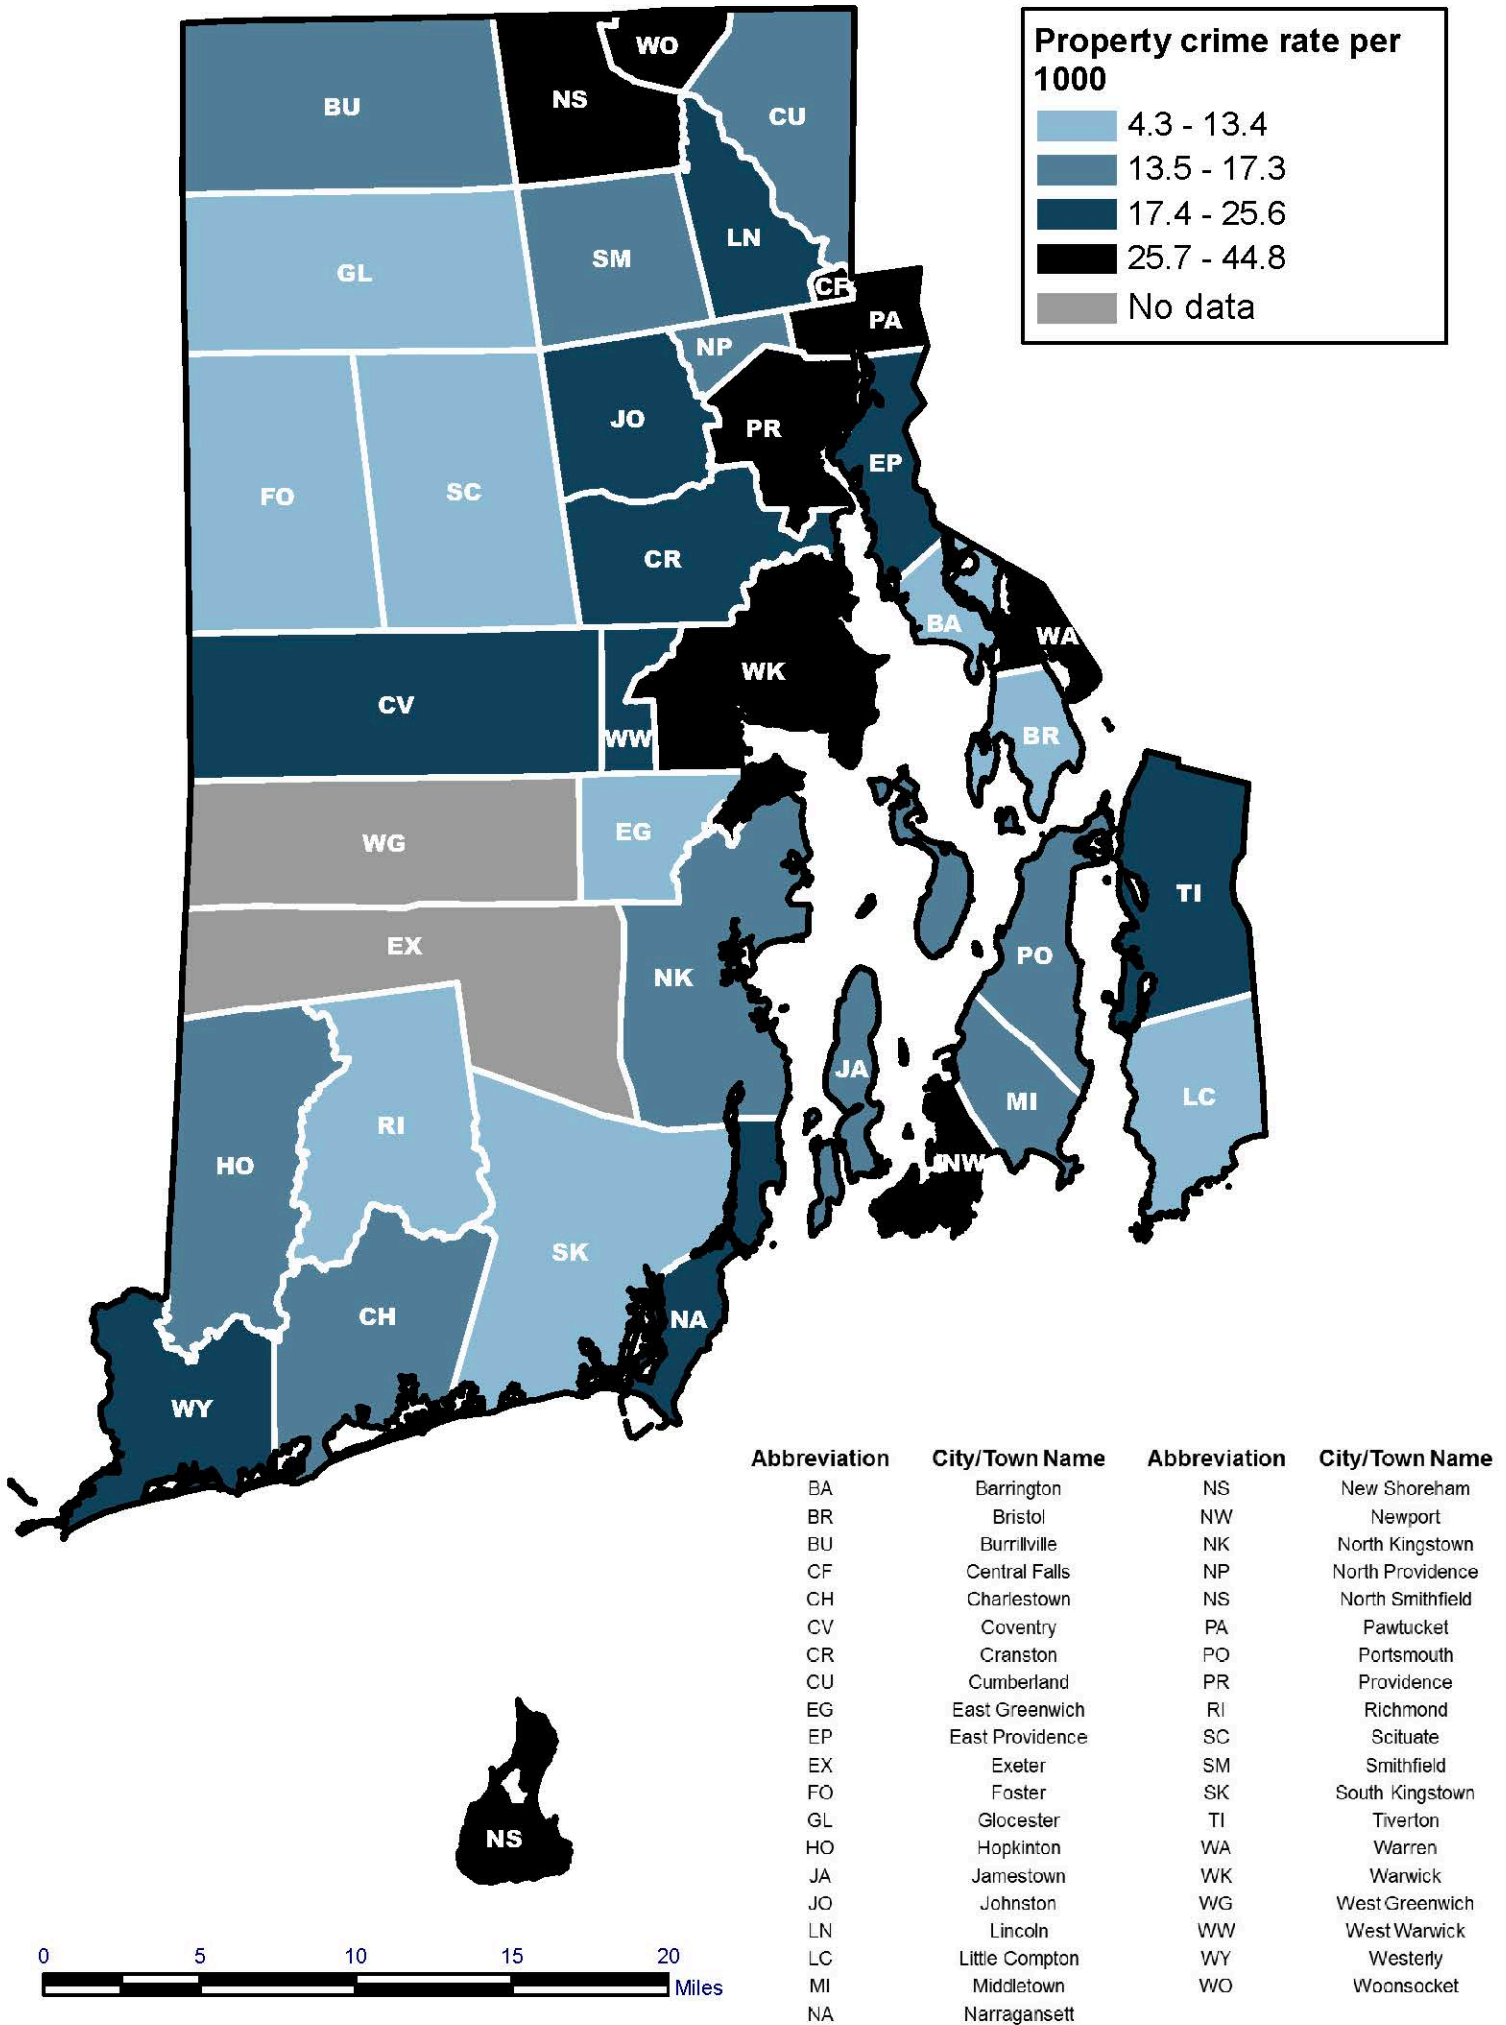 Property crime rate per
1000
4.3 - 13.4
13.5 - 17.3
17.4 - 25.6
25.7 - 44.8
No data
WO
NS
BU
CU
LN
SM
GL
CF
PA
NP
JO
PR
EP
SC
FO
CR
BA
WA
WK
CV
WW
BR
EG
WG
TI
EX
PO
NK
JA
LC
MI
RI
NW
HO
SK
CH
NA
WY
NS
Abbreviation City/Town Name Abbreviation City/Town Name
BA Barrington NS New Shoreham
BR Bristol NW Newport
BU Burrillville NK North Kingstown
CF Central Falls NP North Providence
CH Charlestown NS North Smithfield
CV Coventry PA Pawtucket
CR Cranston PO Portsmouth
CU Cumberland PR Providence
EG East Greenwich RI Richmond
EP East Providence SC Scituate
EX Exeter SM Smithfield
FO Foster SK South Kingstown
GL Glocester TI Tiverton
HO Hopkinton WA Warren
JA Jamestown WK Warwick
JO Johnston WG West Greenwich
LN Lincoln WW West Warwick
LC Little Compton WY Westerly
MI Middletown WO Woonsocket
NA Narragansett
0 5 10 15 20
Miles